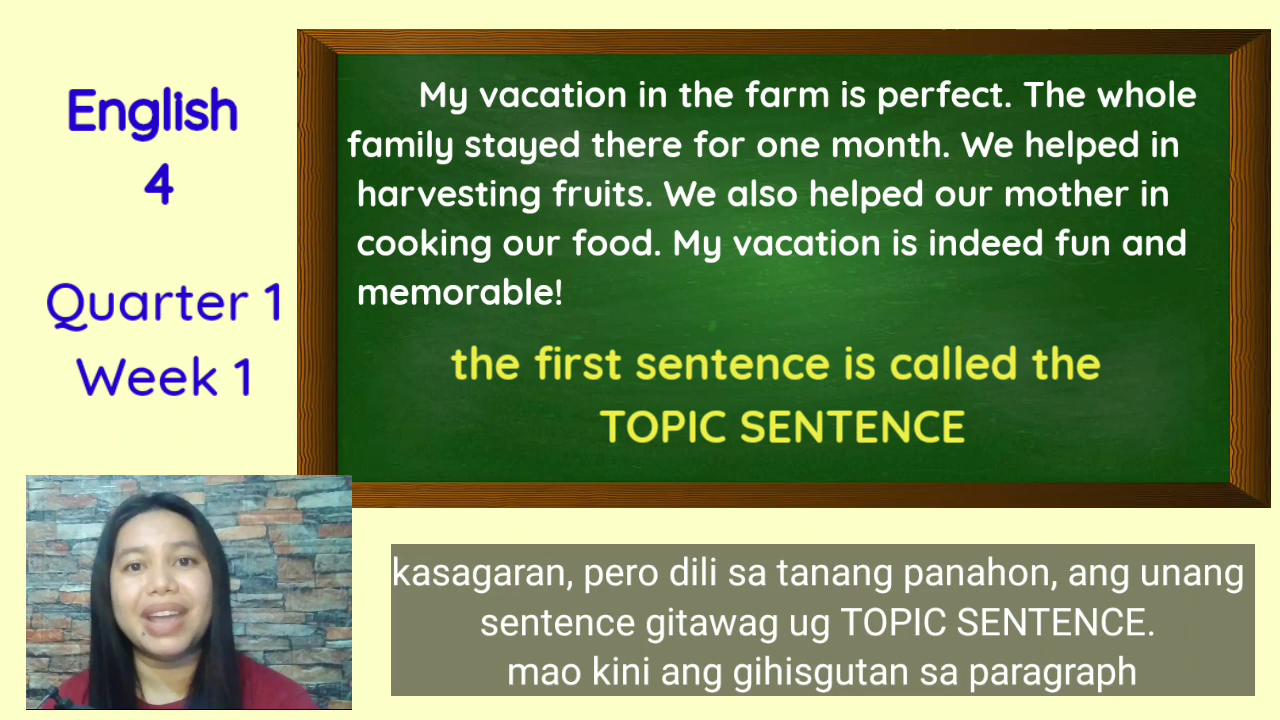 English
4
Quarter 1
Week 1
My vacation in the farm is perfect. The whole
family stayed there for one month. We helped in
harvesting fruits. We also helped our mother in
cooking our food. My vacation is indeed fun and
memorable!
the first sentence is called the
TOPIC SENTENCE
kasagaran, pero dili sa tanang panahon, ang unang
sentence gitawag ug TOPIC SENTENCE.
mao kini ang gihisgutan sa paragraph